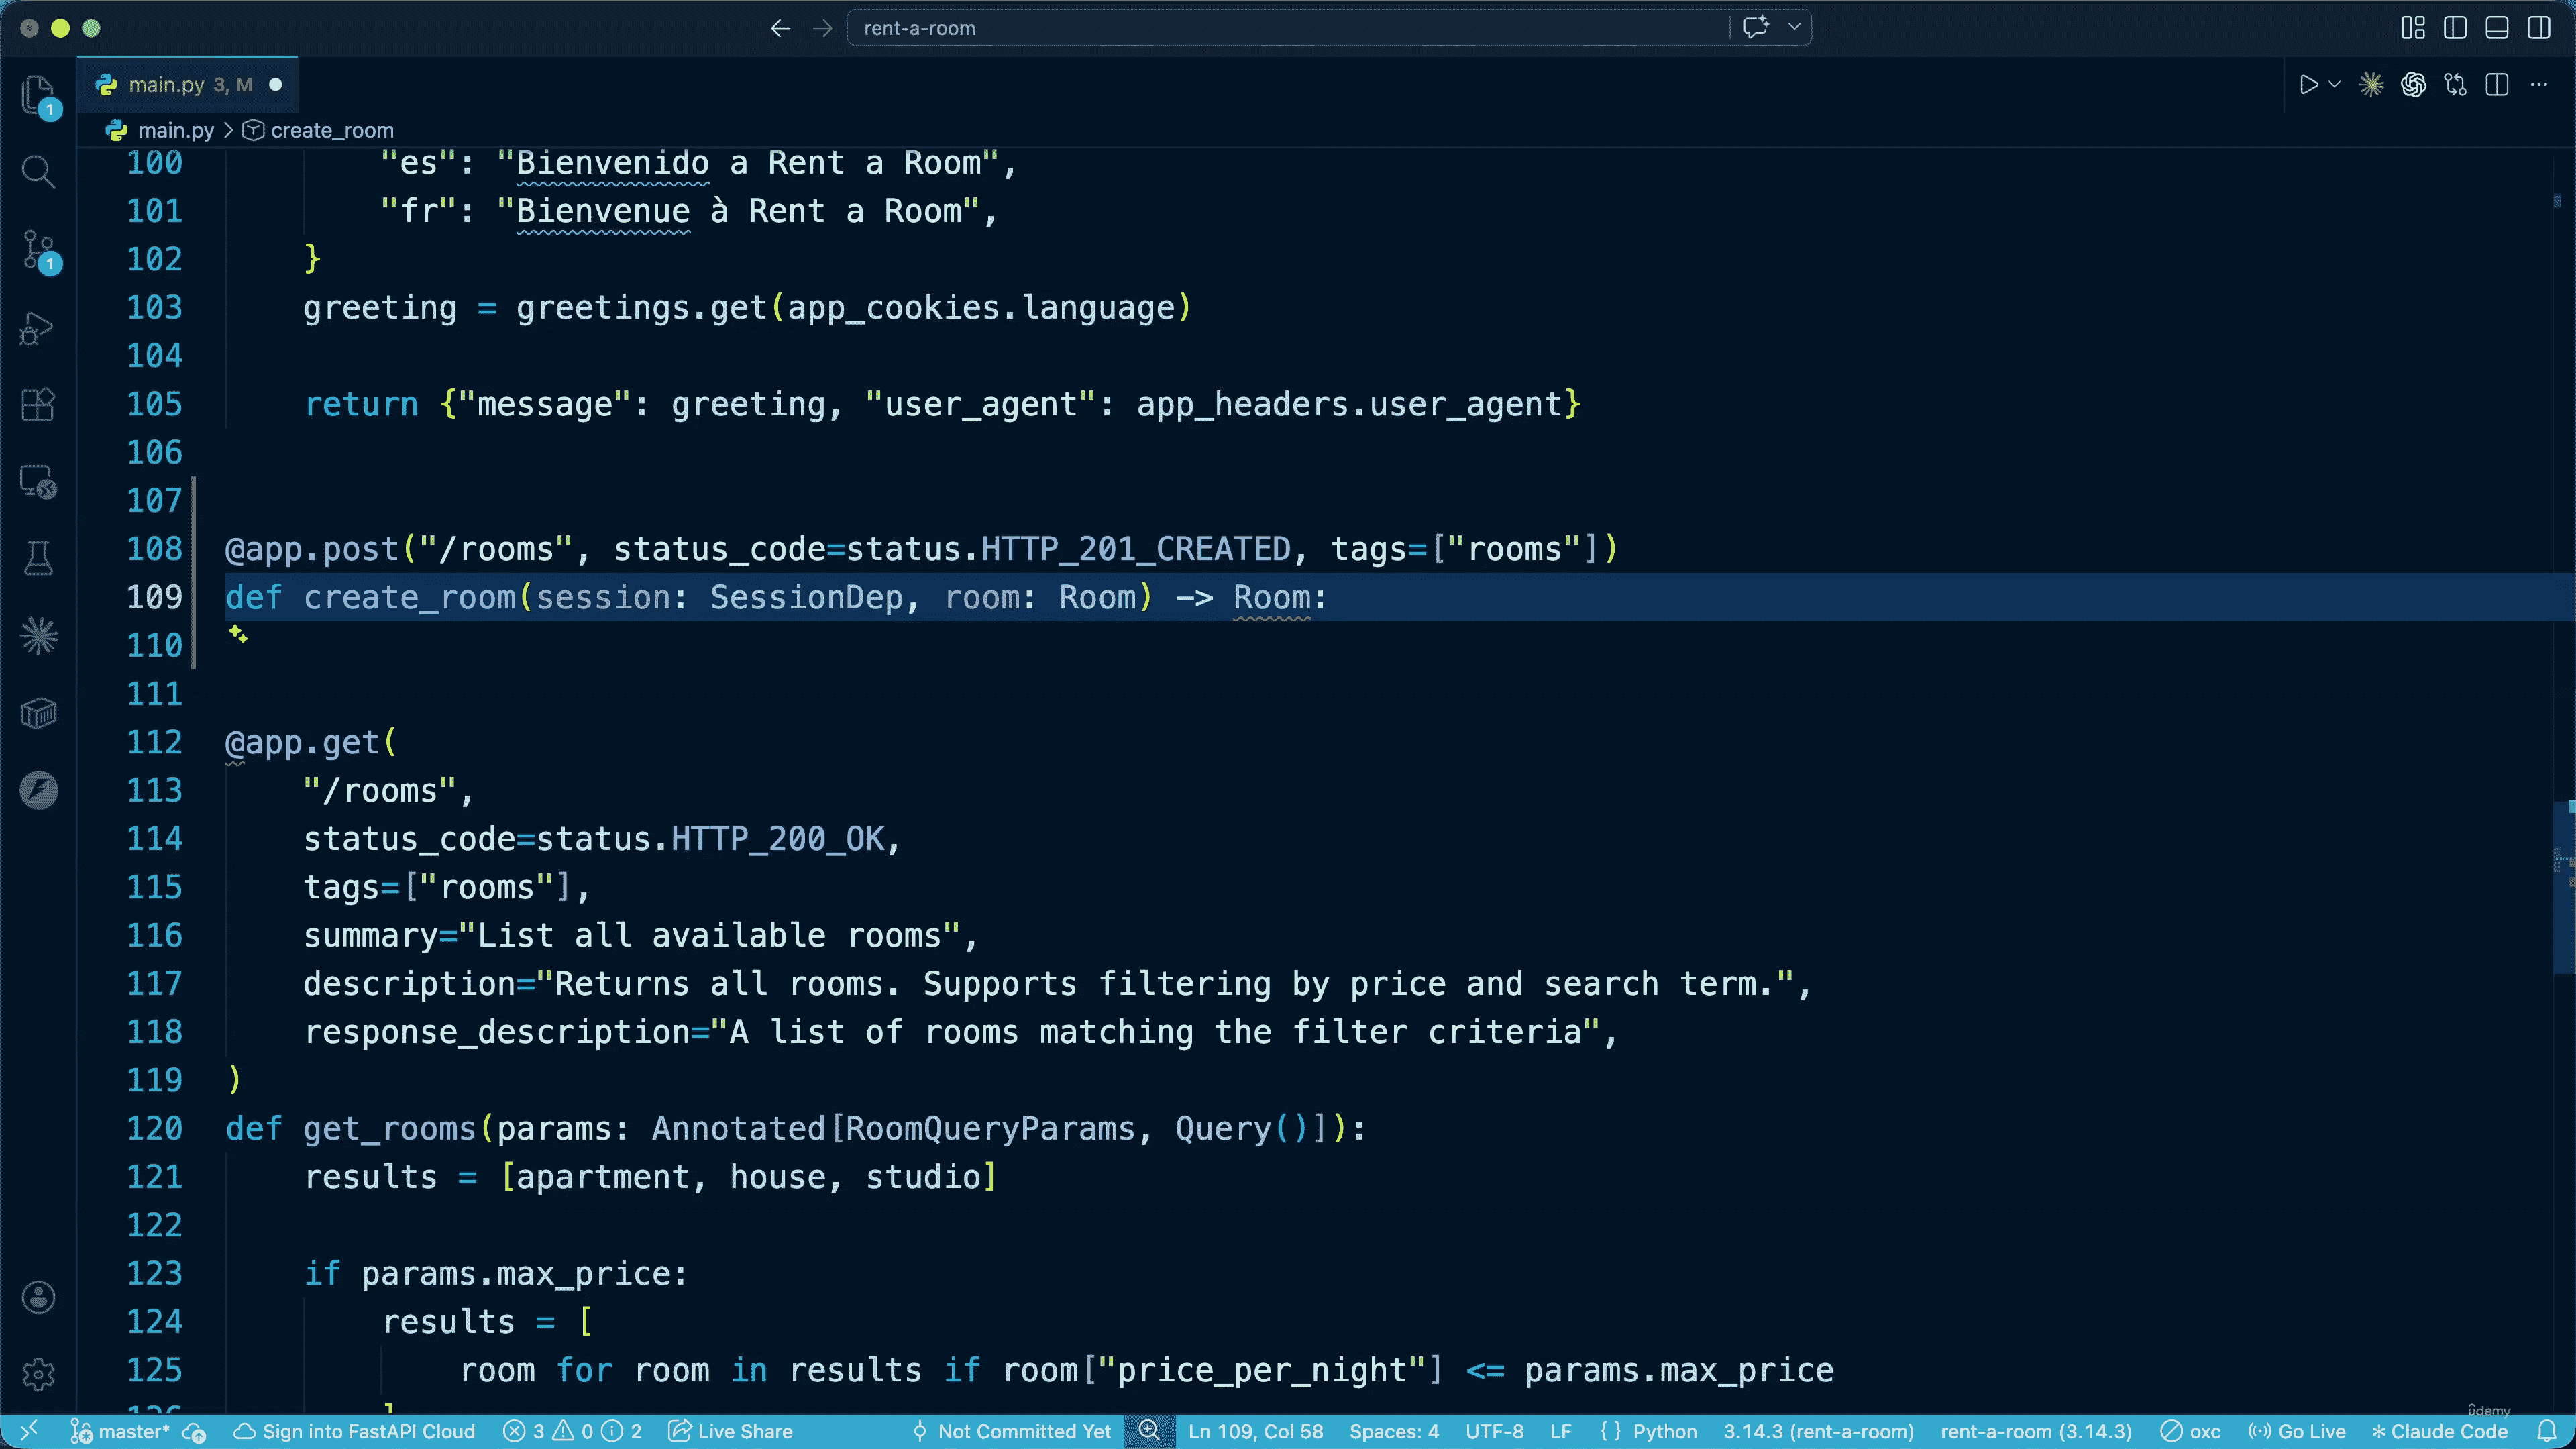 rent-a-room
main.py 3, M
main.py > create_room
1
1
100 "es": "Bienvenido a Rent a Room",
101 "fr": "Bienvenue à Rent a Room",
102 }
103 greeting = greetings.get(app_cookies.language)
104
105 return {"message": greeting, "user_agent": app_headers.user_agent}
106
107
108 @app.post("/rooms", status_code=status.HTTP_201_CREATED, tags=["rooms"])
109 def create_room(session: SessionDep, room: Room) -> Room:
110
111
112 @app.get(
113 "/rooms",
114 status_code=status.HTTP_200_OK,
115 tags=["rooms"],
116 summary="List all available rooms",
117 description="Returns all rooms. Supports filtering by price and search term.",
118 response_description="A list of rooms matching the filter criteria",
119 )
120 def get_rooms(params: Annotated[RoomQueryParams, Query()]):
121 results = [apartment, house, studio]
122
123 if params.max_price:
124 results = [
125 room for room in results if room["price_per_night"] <= params.max_price
126 ]
udemy
master* Sign into FastAPI Cloud 3 0 2 Live Share Not Committed Yet Ln 109, Col 58 Spaces: 4 UTF-8 LF { } Python 3.14.3 (rent-a-room) rent-a-room (3.14.3) oxc Go Live Claude Code